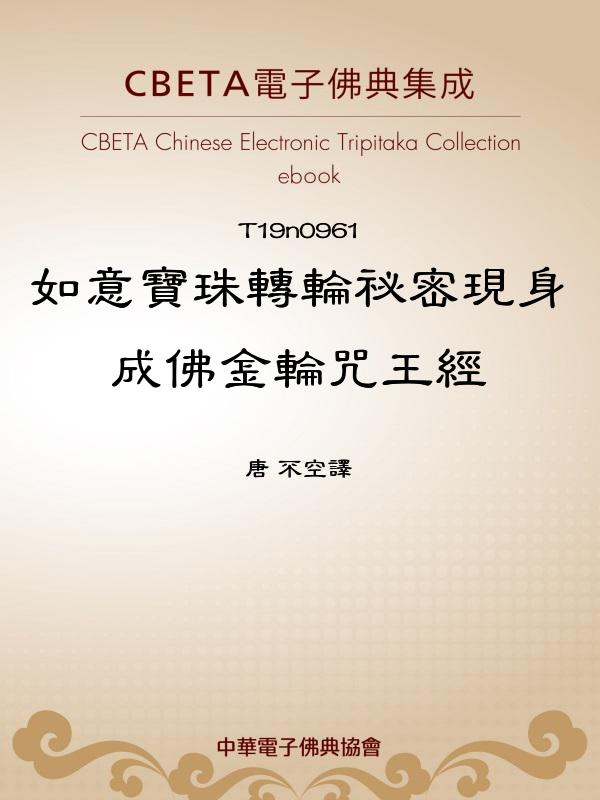 CBETA電子佛典集成
CBETA Chinese Electronic Tripitaka Collection
ebook
T19n0961
如意寶珠轉輪祕密現身
成佛金輪咒王經
唐 不空譯
中華電子佛典協會